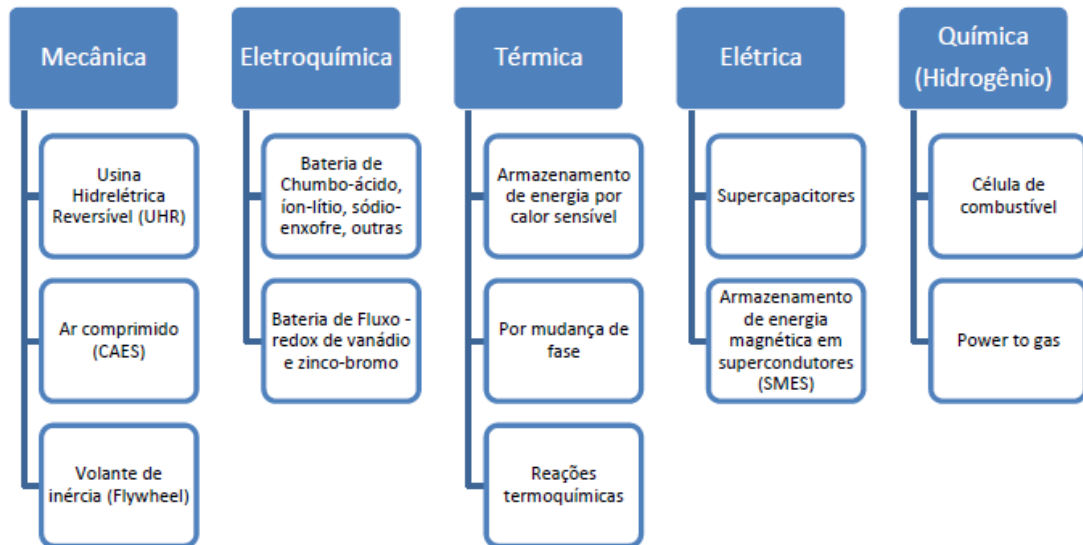 Mecânica
Usina
Hidrelétrica
Reversível (UHR)
Ar comprimido
(CAES)
Volante de
inércia (Flywheel)
Eletroquímica
Bateria de
Chumbo-ácido,
íon-lítio, sódio-
enxofre, outras
Bateria de Fluxo -
redox de vanádio
e zinco-bromo
Térmica
Armazenamento
de energia por
calor sensível
Por mudança de
fase
Reações
termoquímicas
Elétrica
Supercapacitores
Armazenamento
de energia
magnética em
supercondutores
(SMES)
Química
(Hidrogênio)
Célula de
combustível
Power to gas